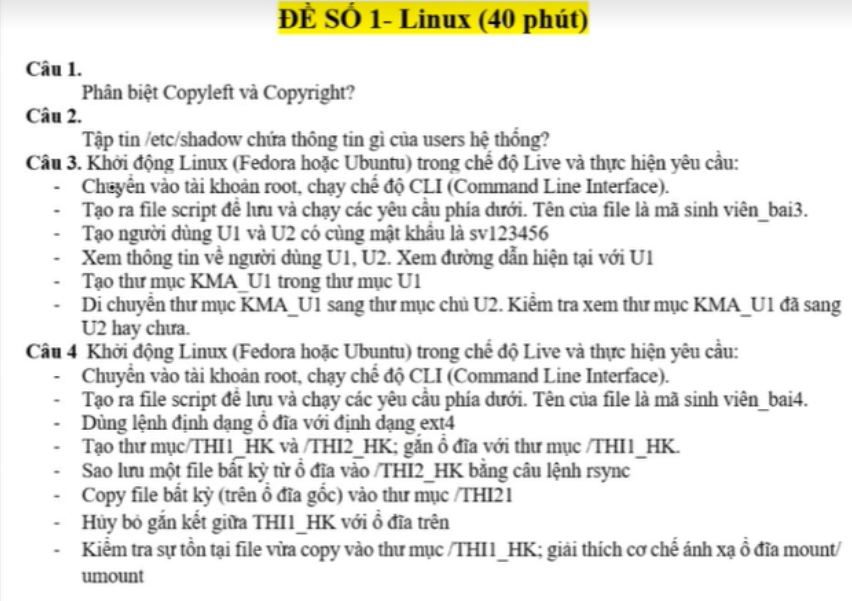 ĐỀ SỐ 1- Linux (40 phút)
Câu 1.
Phân biệt Copyleft và Copyright?
Câu 2.
Tập tin /etc/shadow chứa thông tin gì của users hệ thống?
Câu 3. Khởi động Linux (Fedora hoặc Ubuntu) trong chế độ Live và thực hiện yêu cầu:
- Chuyển vào tài khoản root, chạy chế độ CLI (Command Line Interface).
- Tạo ra file script để lưu và chạy các yêu cầu phía dưới. Tên của file là mã sinh viên_bai3.
- Tạo người dùng U1 và U2 có cùng mật khẩu là sv123456
- Xem thông tin về người dùng U1, U2. Xem đường dẫn hiện tại với U1
- Tạo thư mục KMA_U1 trong thư mục U1
- Di chuyển thư mục KMA_U1 sang thư mục chủ U2. Kiểm tra xem thư mục KMA_U1 đã sang
U2 hay chưa.
Câu 4 Khởi động Linux (Fedora hoặc Ubuntu) trong chế độ Live và thực hiện yêu cầu:
- Chuyển vào tài khoản root, chạy chế độ CLI (Command Line Interface).
- Tạo ra file script để lưu và chạy các yêu cầu phía dưới. Tên của file là mã sinh viên_bai4.
- Dùng lệnh định dạng ổ đĩa với định dạng ext4
- Tạo thư mục/THI1_HK và /THI2_HK; gắn ổ đĩa với thư mục /THI1_HK.
- Sao lưu một file bất kỳ từ ổ đĩa vào /THI2_HK bằng câu lệnh rsync
- Copy file bất kỳ (trên ổ đĩa gốc) vào thư mục /THI21
- Hủy bỏ gắn kết giữa THI1_HK với ổ đĩa trên
- Kiểm tra sự tồn tại file vừa copy vào thư mục /THI1_HK; giải thích cơ chế ánh xạ ổ đĩa mount/
umount